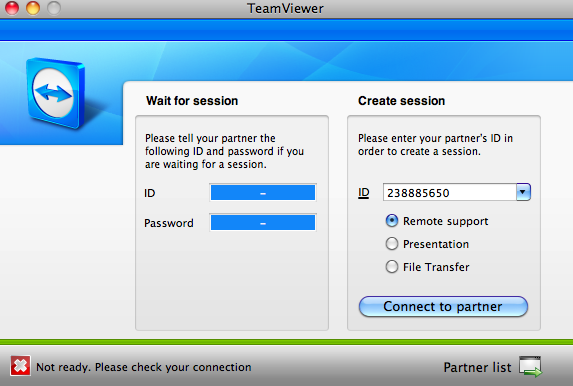 TeamViewer
Wait for session
Please tell your partner the
following ID and password if you
are waiting for a session.
ID
–
Password
–
Create session
Please enter your partner's ID in
order to create a session.
ID
238885650
Remote support
Presentation
File Transfer
Connect to partner
Not ready. Please check your connection
Partner list